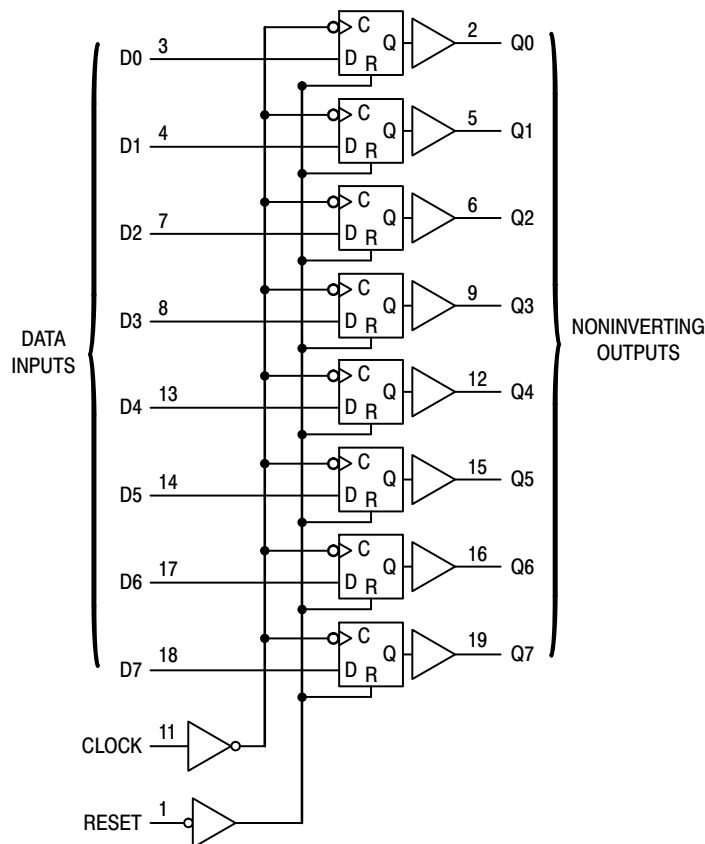 C
D0 3 D R Q 2 Q0
C
D1 4 D R Q 5 Q1
C
D2 7 D R Q 6 Q2
C
D3 8 D R Q 9 Q3
DATA
INPUTS
NONINVERTING
OUTPUTS
C
D4 13 D R Q 12 Q4
C
D5 14 D R Q 15 Q5
C
D6 17 D R Q 16 Q6
C
D7 18 D R Q 19 Q7
CLOCK 11
RESET 1